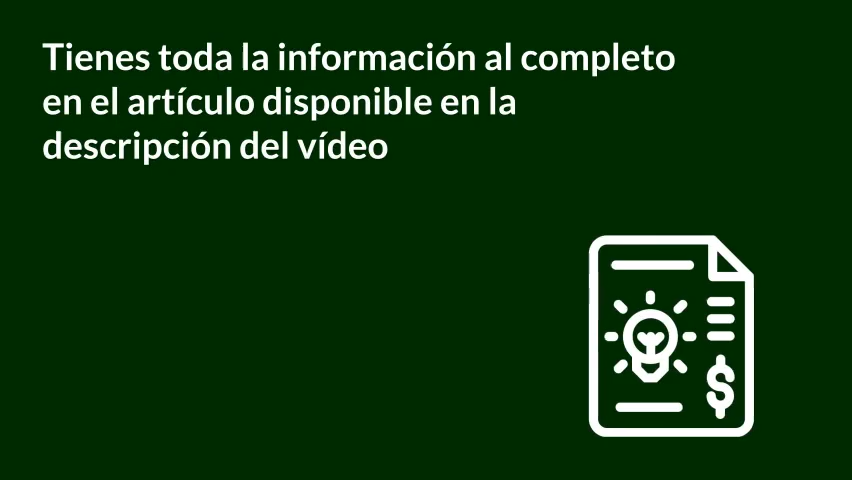 Tienes toda la información al completo
en el artículo disponible en la
descripción del vídeo
$